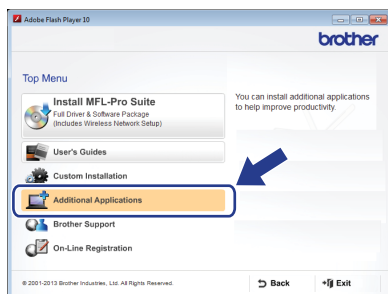 Adobe Flash Player 10
brother
Top Menu
Install MFL-Pro Suite
Full Driver & Software Package
(Includes Wireless Network Setup)
You can install additional applications
to help improve productivity.
User's Guides
Custom Installation
Additional Applications
Brother Support
On-Line Registration
© 2001-2013 Brother Industries, Ltd. All Rights Reserved.
Back
Exit